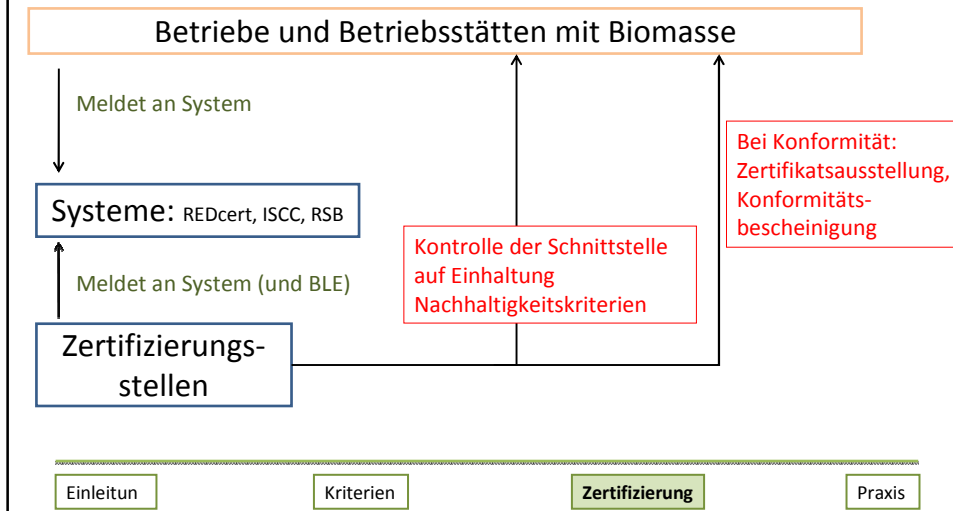 Betriebe und Betriebsstätten mit Biomasse
Meldet an System
Bei Konformität:
Zertifikatsausstellung,
Konformitäts-
bescheinigung
Systeme: REDcert, ISCC, RSB
Kontrolle der Schnittstelle
auf Einhaltung
Nachhaltigkeitskriterien
Meldet an System (und BLE)
Zertifizierungs-
stellen
Einleitun
Kriterien
Zertifizierung
Praxis